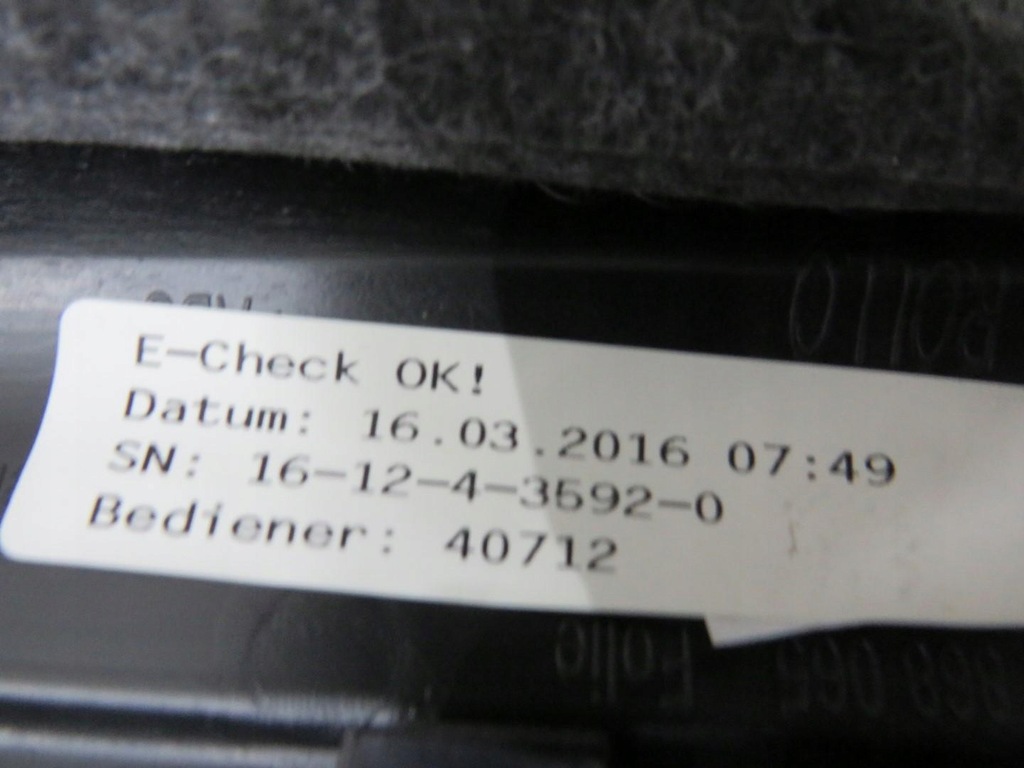 E-Check OK!
Datum: 16.03.2016 07:49
SN: 16-12-4-3592-0
Bediener: 40712